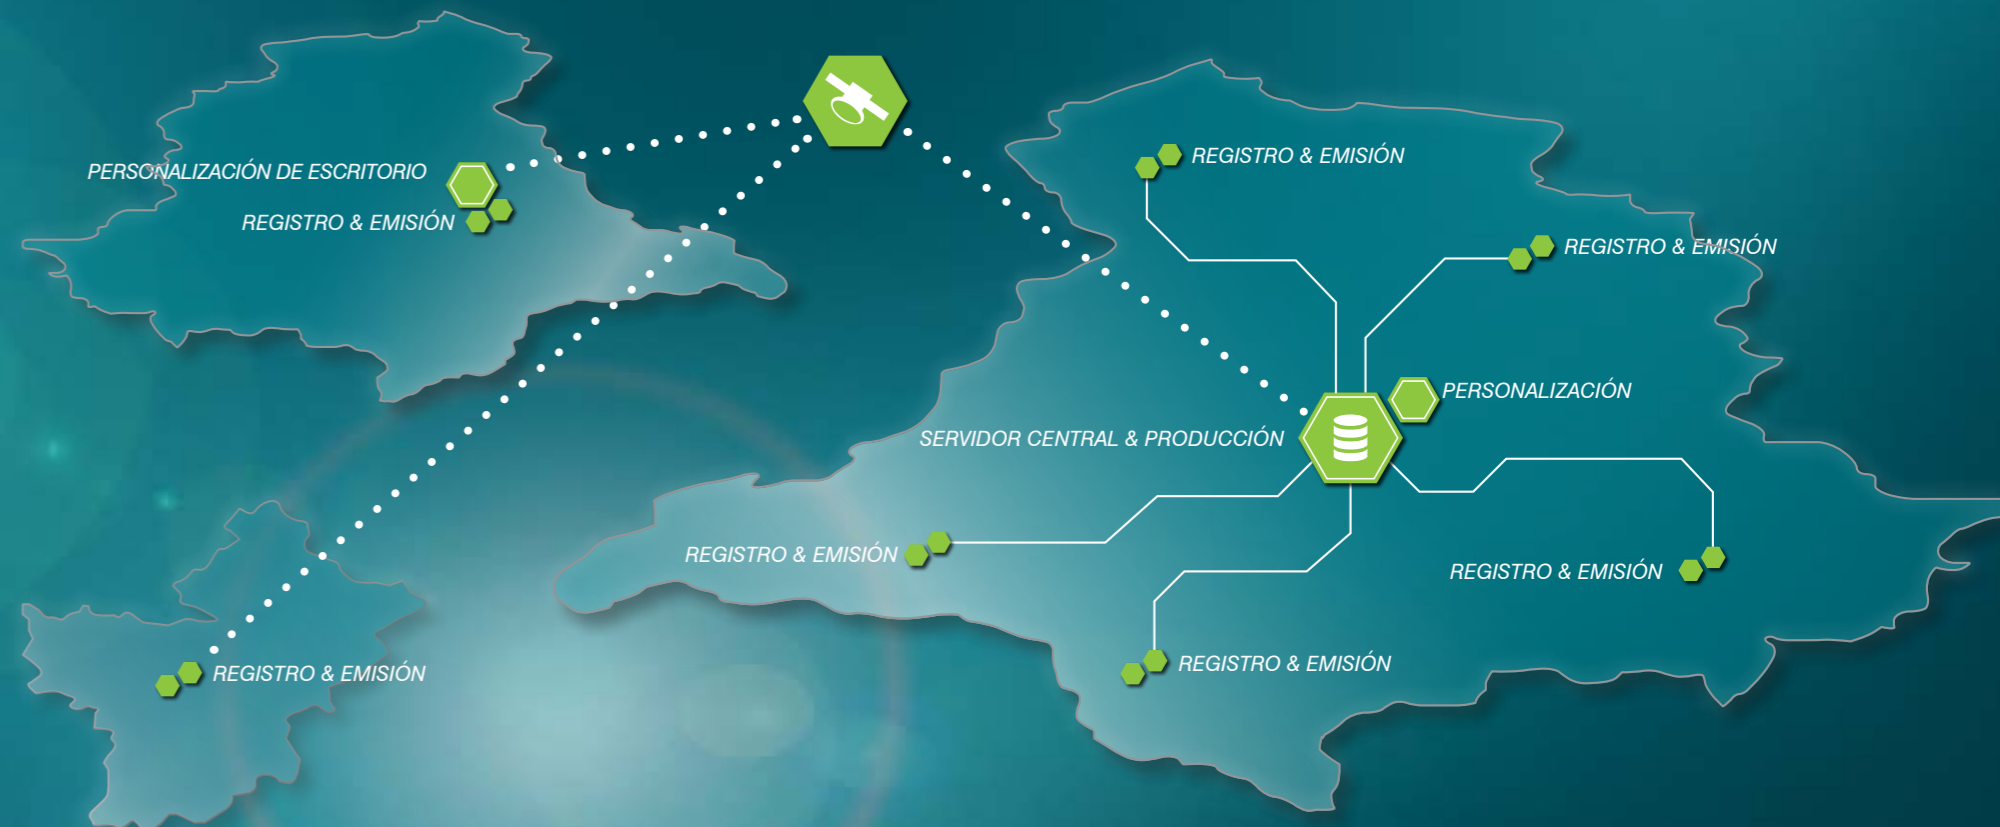 REGISTRO & EMISIÓN
PERSONALIZACIÓN DE ESCRITORIO
REGISTRO & EMISIÓN
REGISTRO & EMISIÓN
PERSONALIZACIÓN
SERVIDOR CENTRAL & PRODUCCIÓN
REGISTRO & EMISIÓN
REGISTRO & EMISIÓN
REGISTRO & EMISIÓN
REGISTRO & EMISIÓN